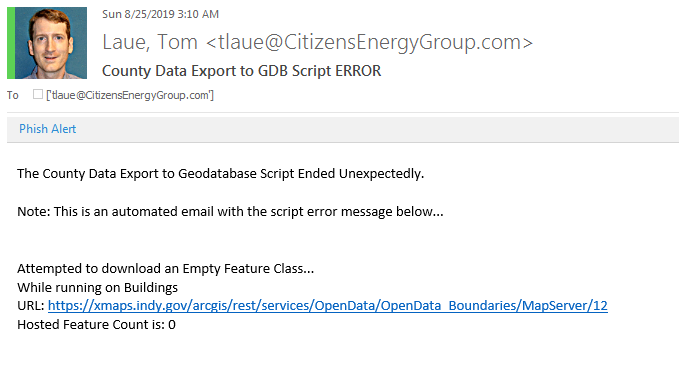 Sun 8/25/2019 3:10 AM
Laue, Tom <tlaue@CitizensEnergyGroup.com>
County Data Export to GDB Script ERROR
To ['tlaue@CitizensEnergyGroup.com']
Phish Alert
The County Data Export to Geodatabase Script Ended Unexpectedly.
Note: This is an automated email with the script error message below...
Attempted to download an Empty Feature Class...
While running on Buildings
URL: https://xmaps.indy.gov/arcgis/rest/services/OpenData/OpenData_Boundaries/MapServer/12
Hosted Feature Count is: 0